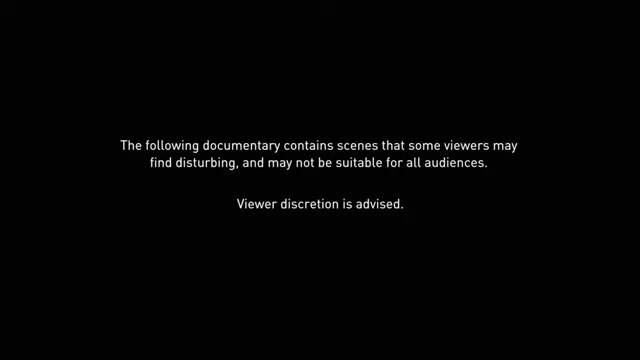 The following documentary contains scenes that some viewers may
find disturbing, and may not be suitable for all audiences.
Viewer discretion is advised.